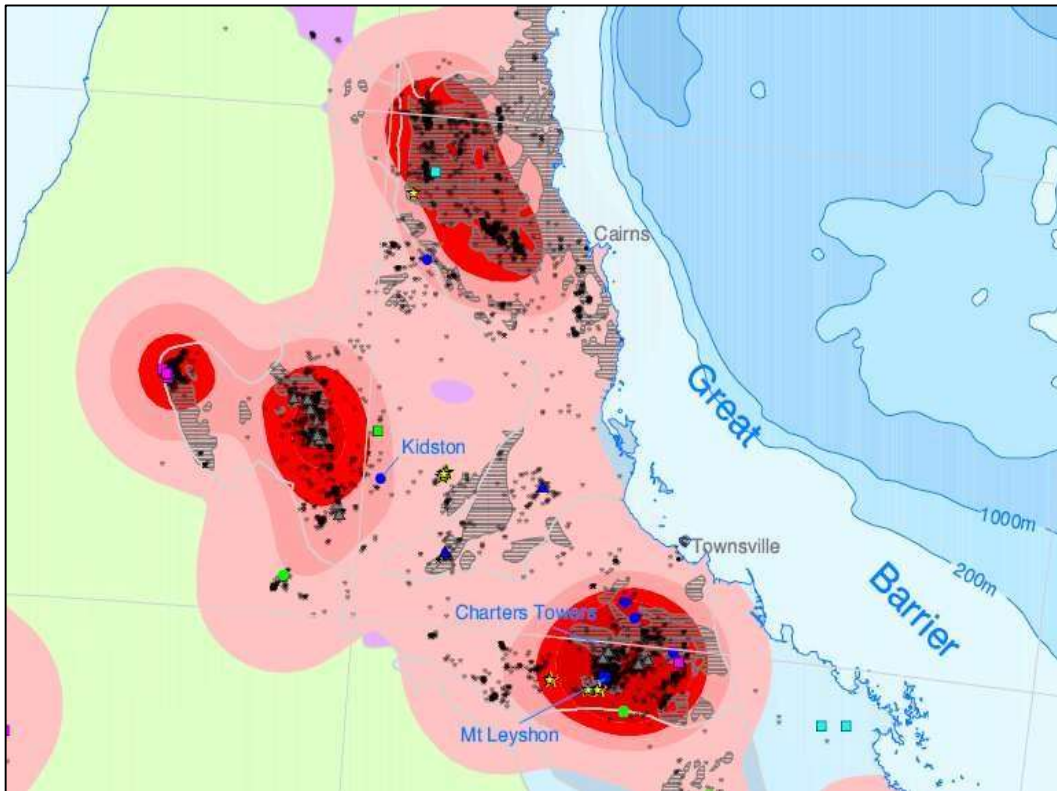 Cairns
Great
Kidston
1000m
Townsville
200m
Barrier
Charters Towers
Mt Leyshon